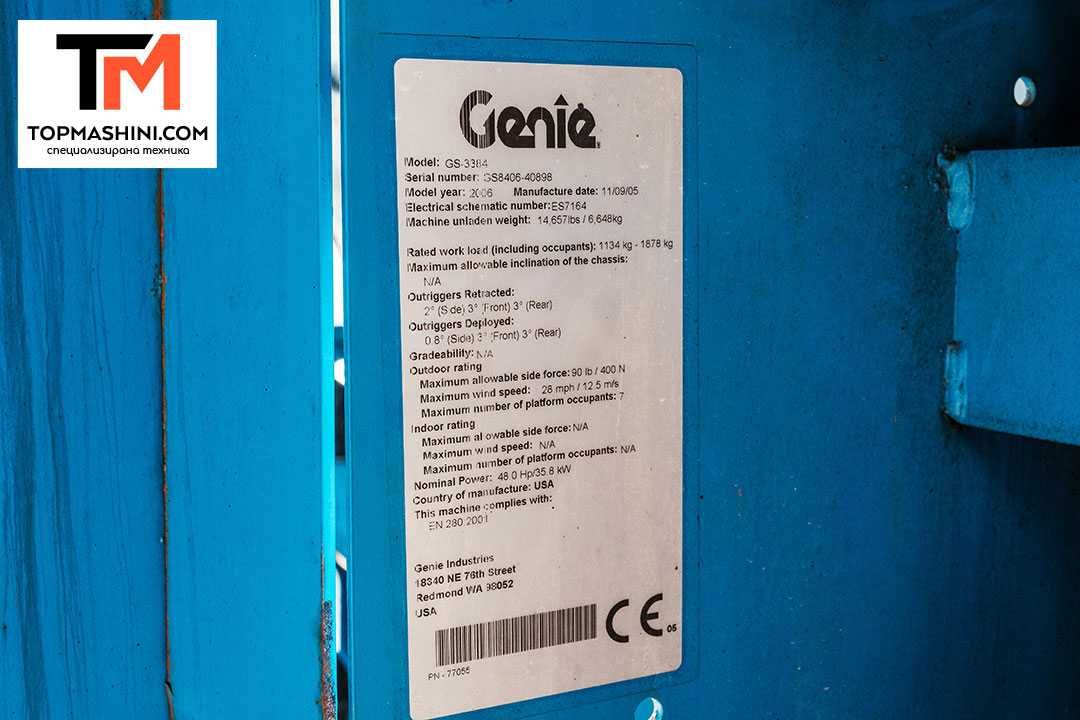 TM
TOPMASHINI.COM
специализирана техника
Genie
Model: GS-3384
Serial number: GS8406-40898
Model year: 2006 Manufacture date: 11/09/05
Electrical schematic number: ES7164
Machine unladen weight: 14,657lbs / 6,648kg
Rated work load (including occupants): 1134 kg - 1878 kg
Maximum allowable inclination of the chassis:
N/A
Outriggers Retracted:
2° (Side) 3° (Front) 3° (Rear)
Outriggers Deployed:
0.8° (Side) 3° (Front) 3° (Rear)
Gradeability: N/A
Outdoor rating
Maximum allowable side force: 90 lb / 400 N
Maximum wind speed: 28 mph / 12.5 m/s
Maximum number of platform occupants: 7
Indoor rating
Maximum allowable side force: N/A
Maximum wind speed: N/A
Maximum number of platform occupants: N/A
Nominal Power: 48.0 Hp/35.8 kW
Country of manufacture: USA
This machine complies with:
EN 280:2001
Genie Industries
18340 NE 76th Street
Redmond WA 98052
USA
CE 05
PN - 77055